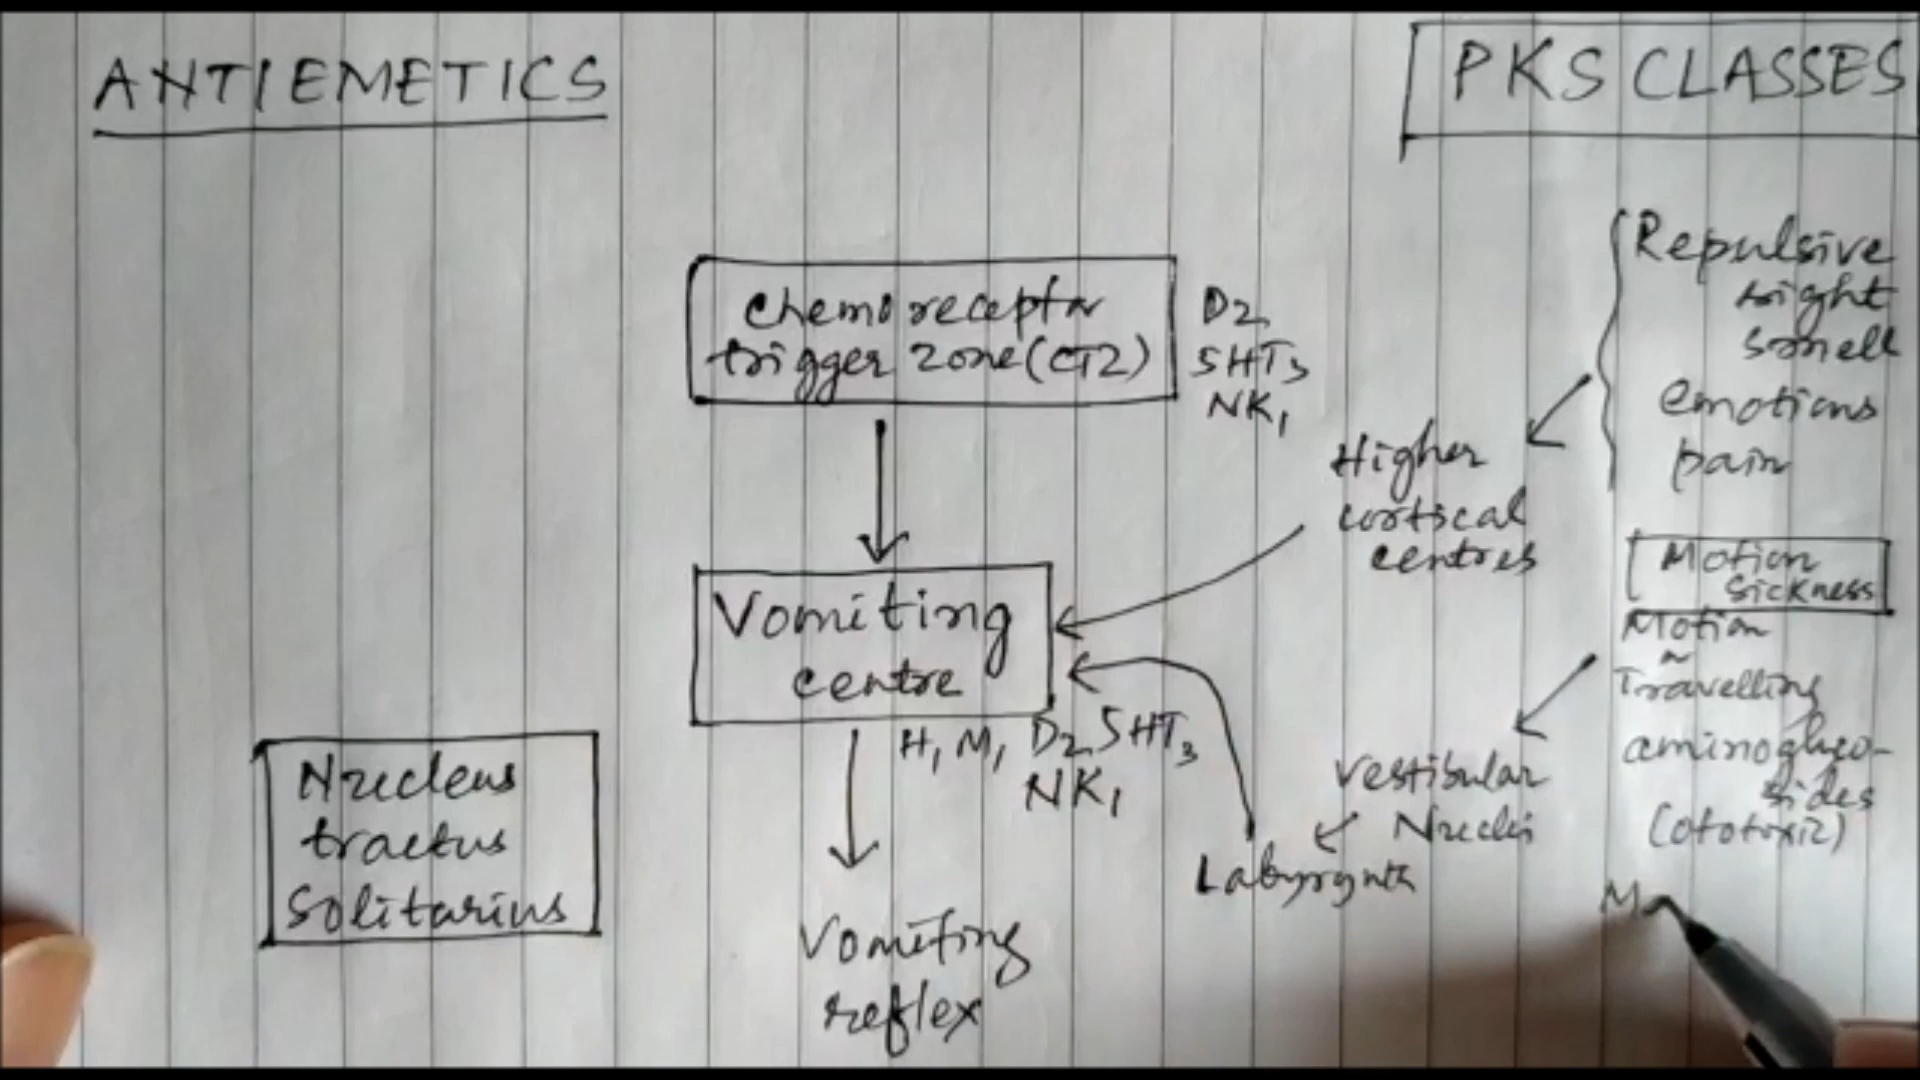 ANTIEMETICS
PKS CLASSES
Chemoreceptor
trigger zone (CTZ)
D2
5HT3
NK1
Repulsive
sight
smell
emotions
pain
Higher
cortical
centres
Motion
Sickness
Motion
Travelling
aminoglyco-
sides
(ototoxic)
Vomiting
centre
H1 M1 D2 5HT3
NK1
Vestibular
Nuclei
Labyrynth
Nucleus
tractus
Solitarius
Vomiting
reflex